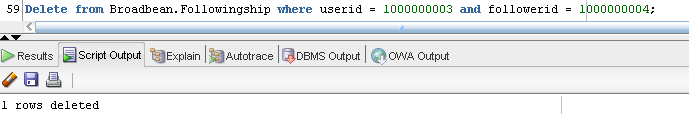 59 Delete from Broadbean.Followingship where userid = 1000000003 and followerid = 1000000004;
Results Script Output Explain Autotrace DBMS Output OWA Output
1 rows deleted